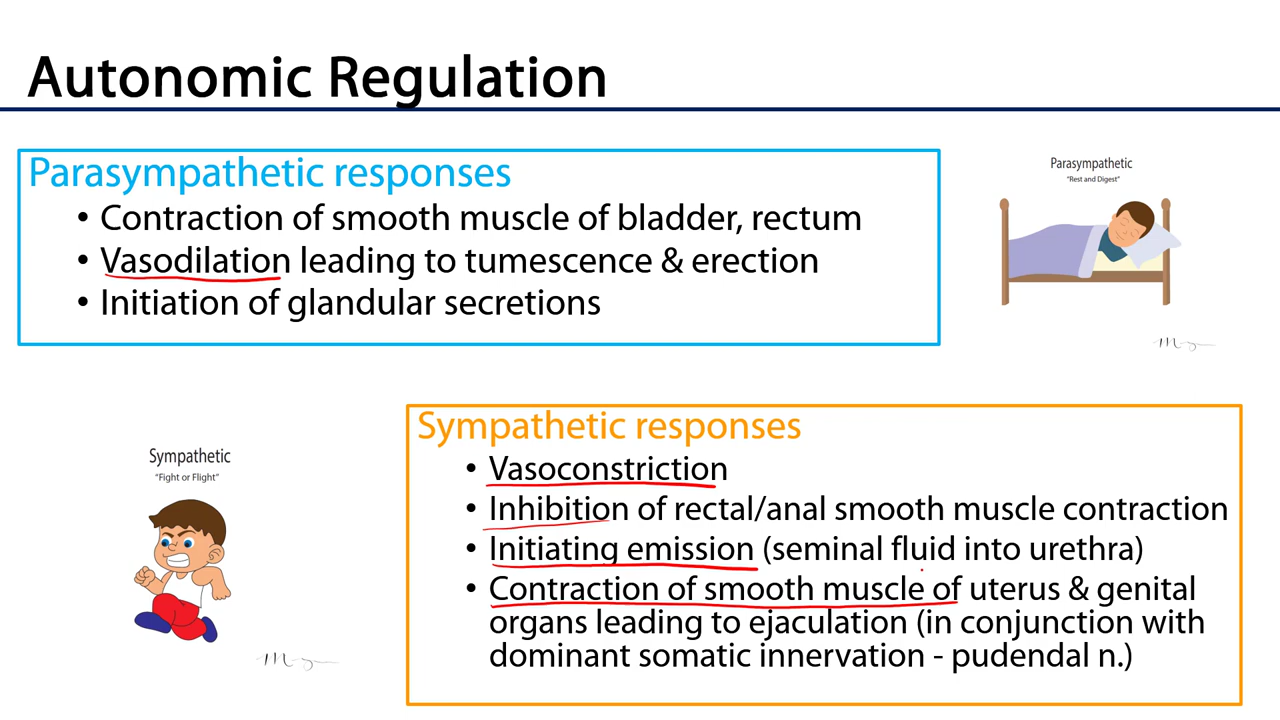 Autonomic Regulation
Parasympathetic responses
• Contraction of smooth muscle of bladder, rectum
• Vasodilation leading to tumescence & erection
• Initiation of glandular secretions
Parasympathetic
"Rest and Digest"
Sympathetic
"Fight or Flight"
Sympathetic responses
• Vasoconstriction
• Inhibition of rectal/anal smooth muscle contraction
• Initiating emission (seminal fluid into urethra)
• Contraction of smooth muscle of uterus & genital
organs leading to ejaculation (in conjunction with
dominant somatic innervation - pudendal n.)